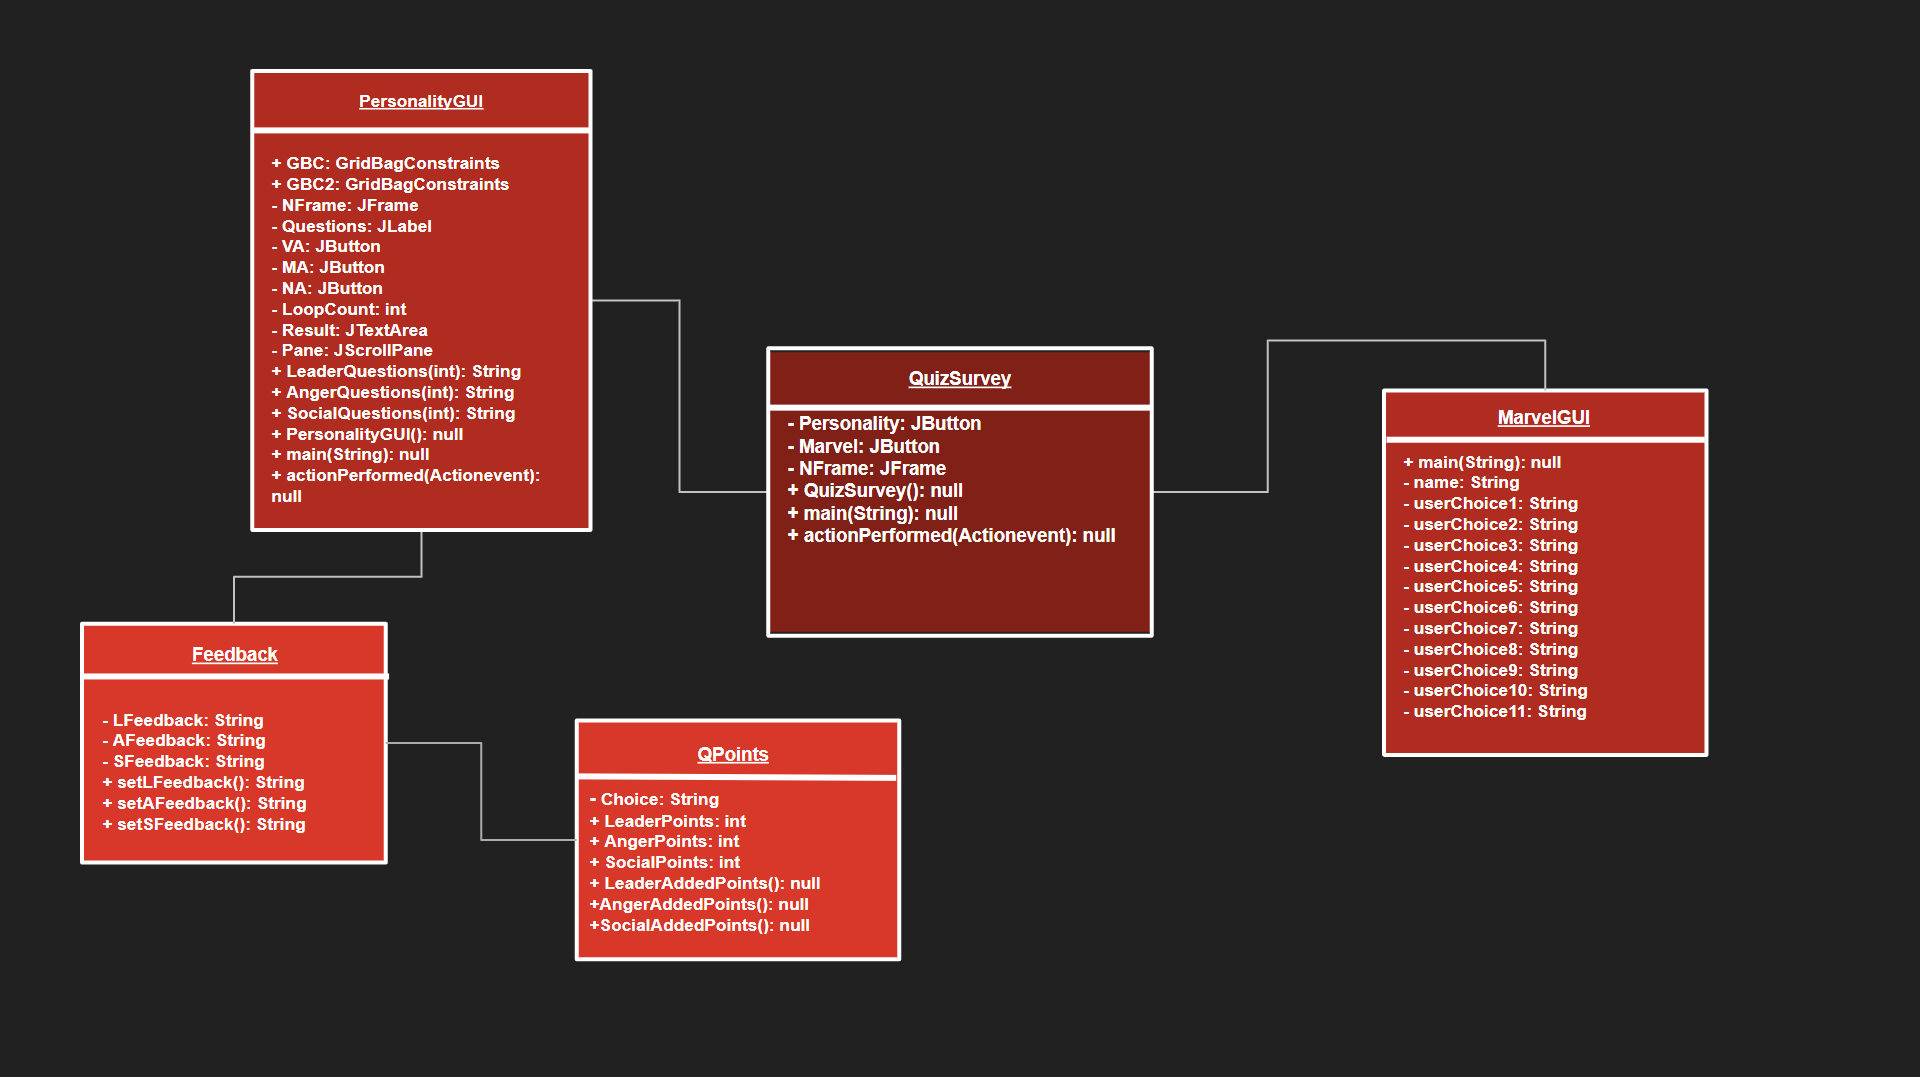 PersonalityGUI
+ GBC: GridBagConstraints
+ GBC2: GridBagConstraints
- NFrame: JFrame
- Questions: JLabel
- VA: JButton
- MA: JButton
- NA: JButton
- LoopCount: int
- Result: JTextArea
- Pane: JScrollPane
+ LeaderQuestions(int): String
+ AngerQuestions(int): String
+ SocialQuestions(int): String
+ PersonalityGUI(): null
+ main(String): null
+ actionPerformed(Actionevent):
null
QuizSurvey
- Personality: JButton
- Marvel: JButton
- NFrame: JFrame
+ QuizSurvey(): null
+ main(String): null
+ actionPerformed(Actionevent): null
MarvelGUI
+ main(String): null
- name: String
- userChoice1: String
- userChoice2: String
- userChoice3: String
- userChoice4: String
- userChoice5: String
- userChoice6: String
- userChoice7: String
- userChoice8: String
- userChoice9: String
- userChoice10: String
- userChoice11: String
Feedback
- LFeedback: String
- AFeedback: String
- SFeedback: String
+ setLFeedback(): String
+ setAFeedback(): String
+ setSFeedback(): String
QPoints
- Choice: String
+ LeaderPoints: int
+ AngerPoints: int
+ SocialPoints: int
+ LeaderAddedPoints(): null
+AngerAddedPoints(): null
+SocialAddedPoints(): null